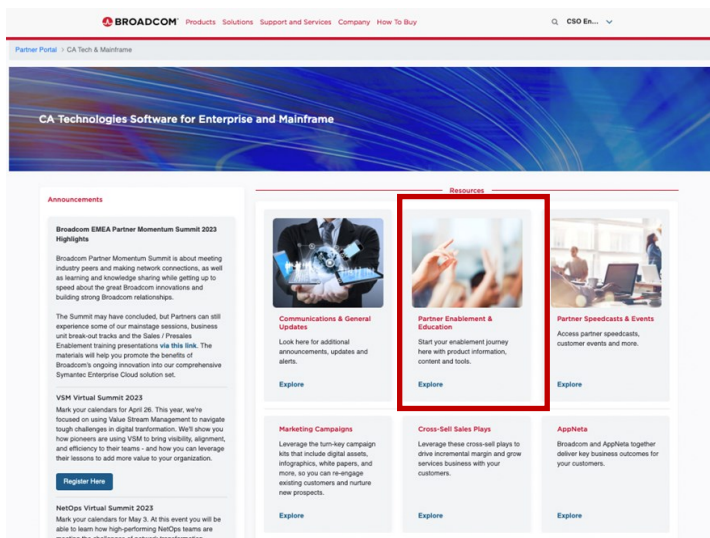 BROADCOM® Products Solutions Support and Services Company How To Buy CSO En...
Partner Portal > CA Tech & Mainframe
CA Technologies Software for Enterprise and Mainframe
Announcements
Broadcom EMEA Partner Momentum Summit 2023
Highlights
Broadcom Partner Momentum Summit is about meeting
industry peers and making network connections, as well
as learning and knowledge sharing while getting up to
speed about the great Broadcom innovations and
building strong Broadcom relationships.
The Summit may have concluded, but Partners can still
experience some of our mainstage sessions, business
unit break-out tracks and the Sales / Presales
Enablement training presentations via this link. The
materials will help you promote the benefits of
Broadcom's ongoing innovation into our comprehensive
Symantec Enterprise Cloud solution set.
VSM Virtual Summit 2023
Mark your calendars for April 26. This year, we're
focused on using Value Stream Management to navigate
tough challenges in digital tranformation. We'll show you
how pioneers are using VSM to bring visibility, alignment,
and efficiency to their teams - and how you can leverage
their lessons to add more value to your organization.
Register Here
NetOps Virtual Summit 2023
Mark your calendars for May 3. At this event you will be
able to learn how high-performing NetOps teams are
meeting the challenges of network transformation
Resources
Communications & General
Updates
Look here for additional
announcements, updates and
alerts.
Explore
Partner Enablement &
Education
Start your enablement journey
here with product information,
content and tools.
Explore
Partner Speedcasts & Events
Access partner speedcasts,
customer events and more.
Explore
Marketing Campaigns
Leverage the turn-key campaign
kits that include digital assets,
infographics, white papers, and
more, so you can re-engage
existing customers and nurture
new prospects.
Explore
Cross-Sell Sales Plays
Leverage these cross-sell plays to
drive incremental margin and grow
services business with your
customers.
Explore
AppNeta
Broadcom and AppNeta together
deliver key business outcomes for
your customers.
Explore